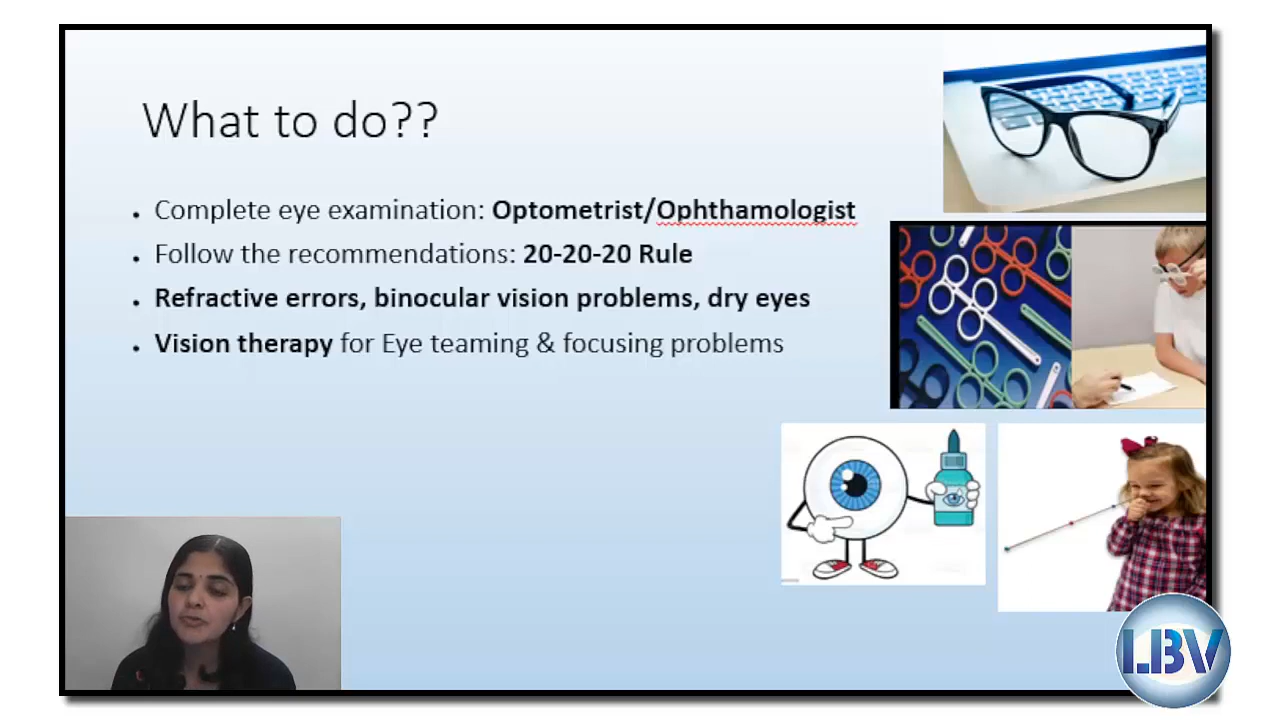 What to do??
• Complete eye examination: Optometrist/Ophthamologist
• Follow the recommendations: 20-20-20 Rule
• Refractive errors, binocular vision problems, dry eyes
• Vision therapy for Eye teaming & focusing problems
LBV